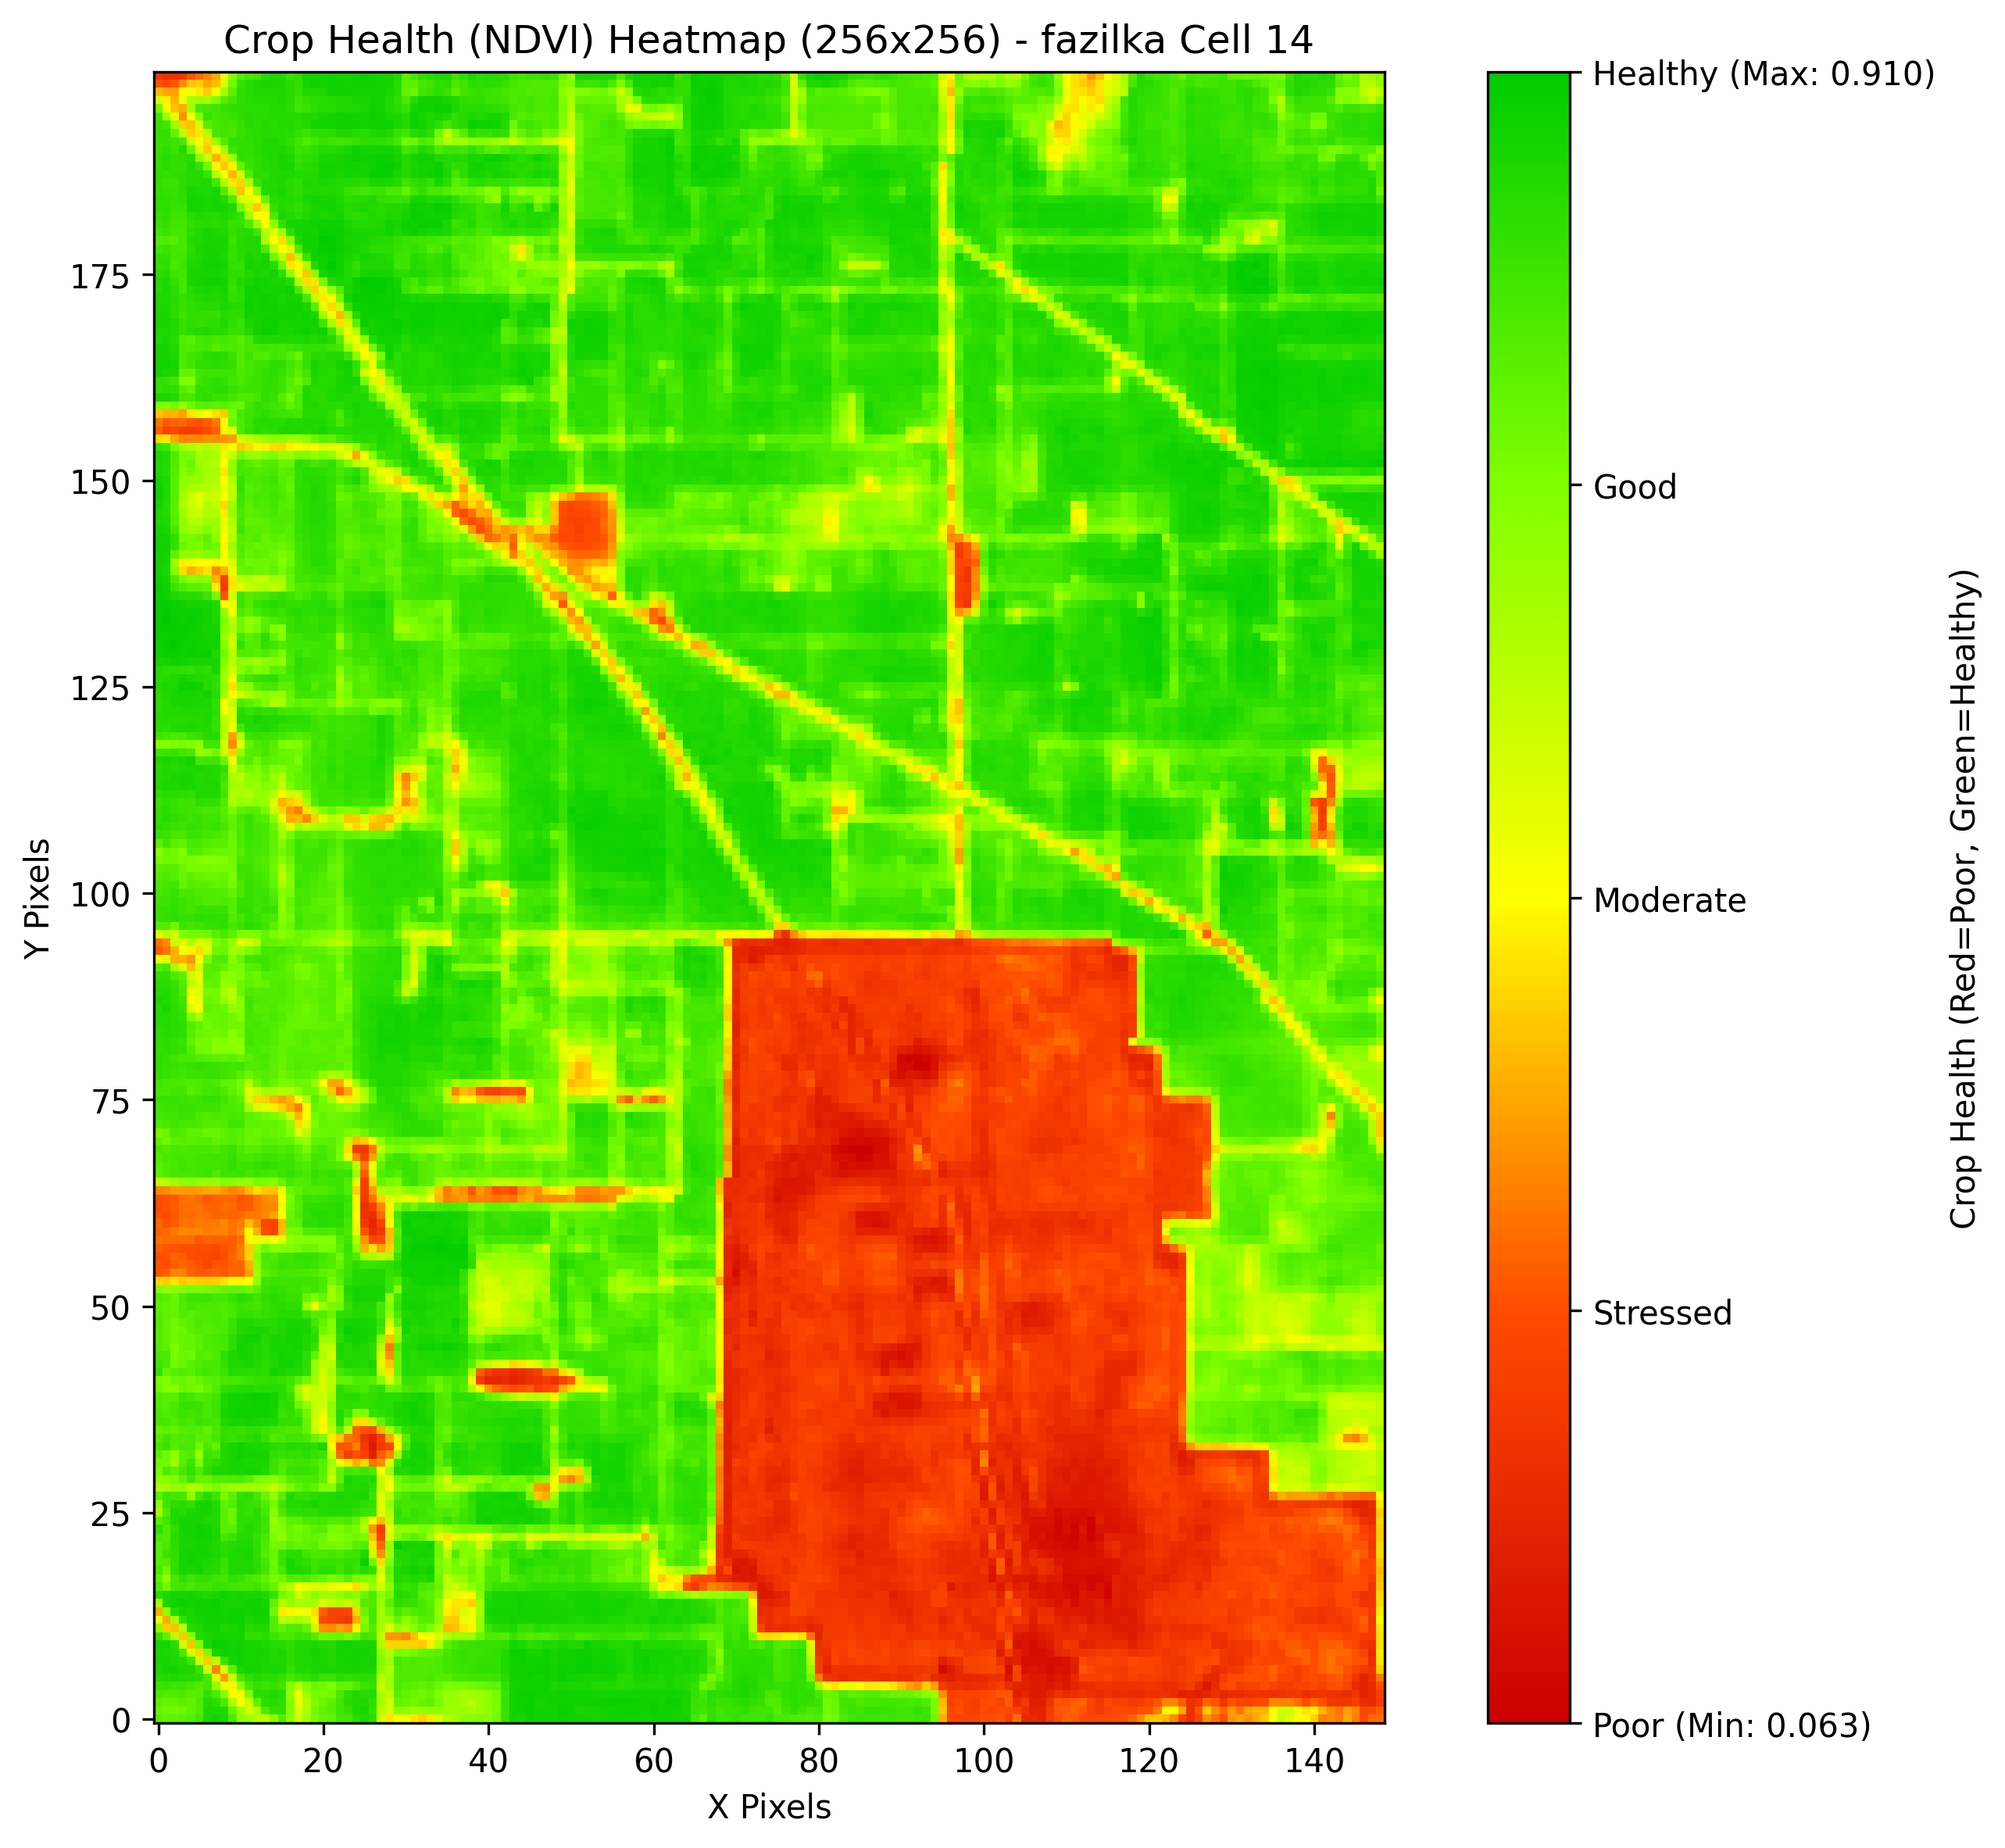 Crop Health (NDVI) Heatmap (256x256) - fazilka Cell 14
Healthy (Max: 0.910)
Good
Moderate
Stressed
Poor (Min: 0.063)
Crop Health (Red=Poor, Green=Healthy)
Y Pixels
175
150
125
100
75
50
25
0
0 20 40 60 80 100 120 140
X Pixels